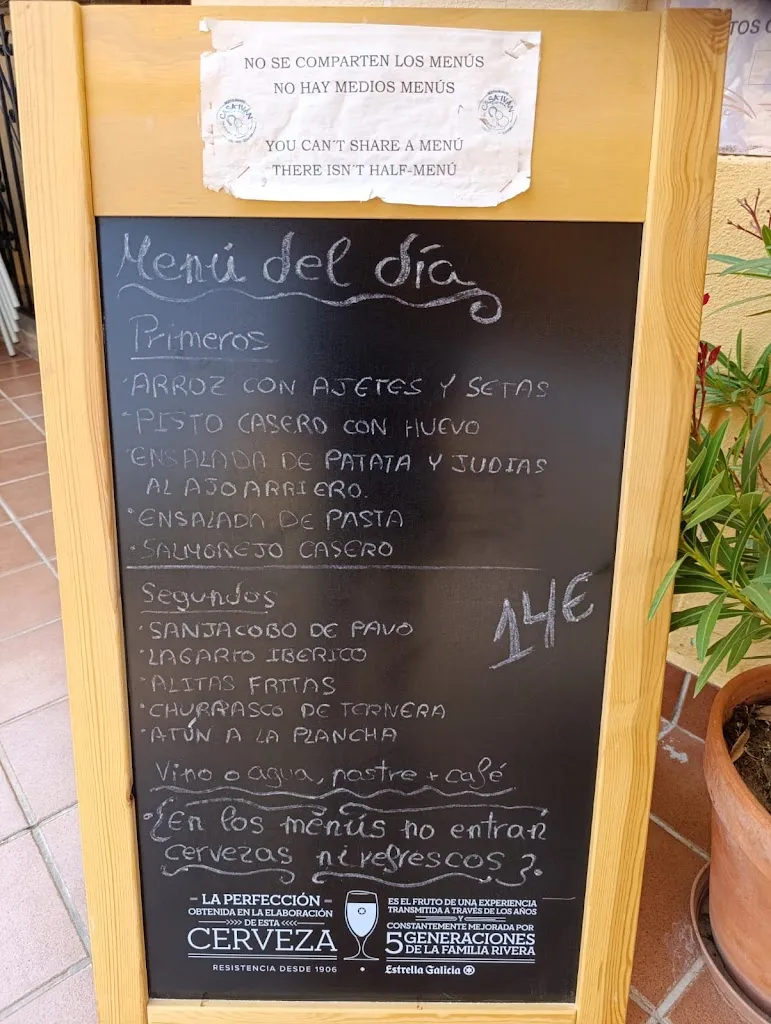 NO SE COMPARTEN LOS MENÚS
NO HAY MEDIOS MENÚS
CASA IVÁN
CASA IVÁN
YOU CAN´T SHARE A MENÚ
THERE ISN´T HALF-MENÚ
TOS
Menú del día
Primeros
·ARROZ CON AJETES Y SETAS
·PISTO CASERO CON HUEVO
·ENSALADA DE PATATA Y JUDIAS
AL AJOARRIERO.
·ENSALADA DE PASTA
·SALMOREJO CASERO
Segundos
·SANJACOBO DE PAVO
·LAGARTO IBERICO
·ALITAS FRITAS
·CHURRASCO DE TERNERA
·ATÚN A LA PLANCHA
14€
Vino o agua, postre + café
{En los menús no entran
cervezas ni refrescos}.
- LA PERFECCIÓN -
OBTENIDA EN LA ELABORACIÓN
>>>> DE ESTA <<<<
CERVEZA
RESISTENCIA DESDE 1906
ES EL FRUTO DE UNA EXPERIENCIA
TRANSMITIDA A TRAVÉS DE LOS AÑOS
Y
CONSTANTEMENTE MEJORADA POR
5 GENERACIONES
DE LA FAMILIA RIVERA
Estrella Galicia